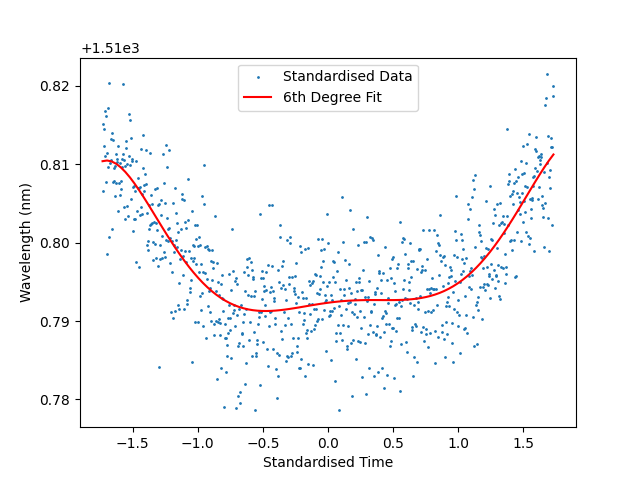 +1.51e3
Standardised Data
6th Degree Fit
0.82
0.81
0.80
0.79
0.78
Wavelength (nm)
−1.5 −1.0 −0.5 0.0 0.5 1.0 1.5
Standardised Time